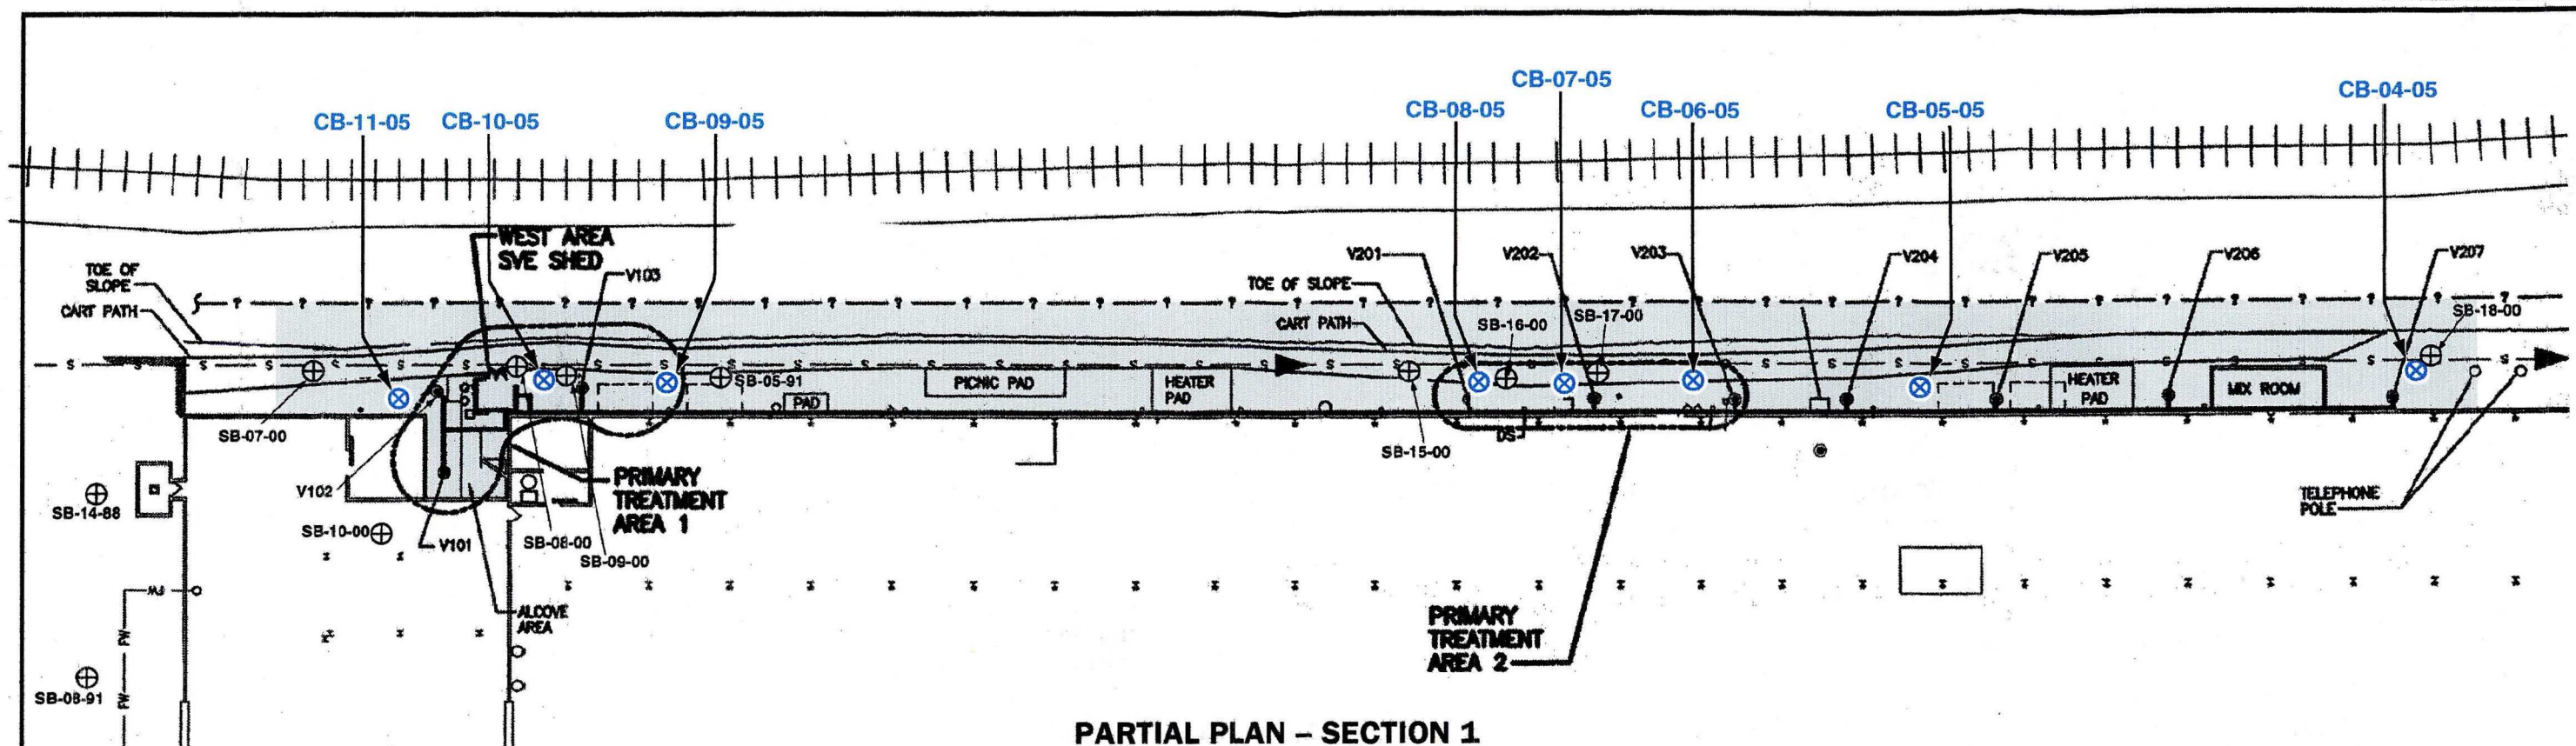 CB-07-05
CB-04-05
CB-08-05
CB-06-05
CB-05-05
CB-11-05
CB-10-05
CB-09-05
WEST AREA
SVE SHED
V103
V201
V202
V203
V204
V205
V206
V207
TOE OF
SLOPE
CART PATH
TOE OF SLOPE
CART PATH
SB-16-00
SB-17-00
SB-18-00
SB-05-91
PICNIC PAD
HEATER
PAD
PAD
HEATER
PAD
MIX ROOM
SB-07-00
DS
SB-15-00
V102
PRIMARY
TREATMENT
AREA 1
TELEPHONE
POLE
SB-14-88
SB-10-00
V101
SB-08-00
SB-09-00
ALCOVE
AREA
FW
FW
FW
PRIMARY
TREATMENT
AREA 2
SB-08-91
PARTIAL PLAN – SECTION 1